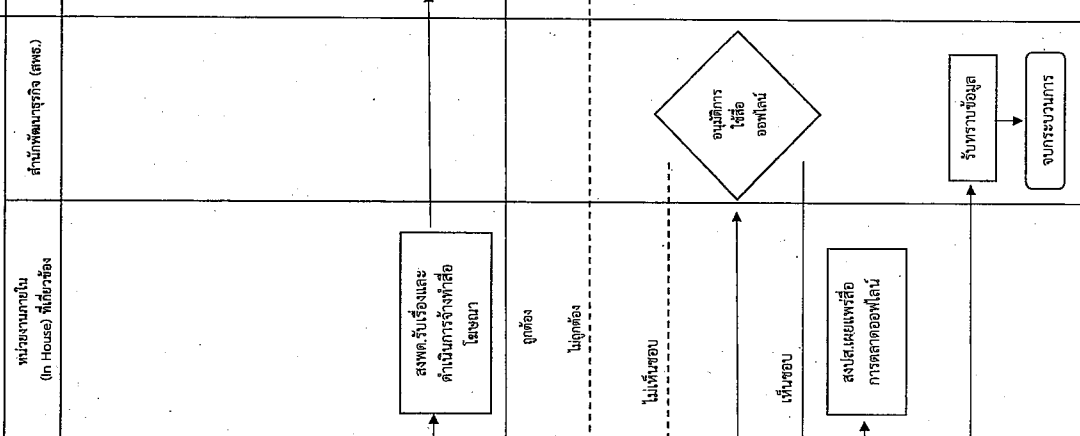 สำนักพัฒนาธุรกิจ (สพธ.)
หน่วยงานภายใน
(In House) ที่เกี่ยวข้อง
สงพด.รับเรื่องและ
ดำเนินการจ้างทำสื่อ
โฆษณา
ถูกต้อง
ไม่ถูกต้อง
ไม่เห็นชอบ
อนุมัติการ
ใช้สื่อ
ออฟไลน์
เห็นชอบ
สงปส.เผยแพร่สื่อ
การตลาดออฟไลน์
รับทราบข้อมูล
จบกระบวนการ